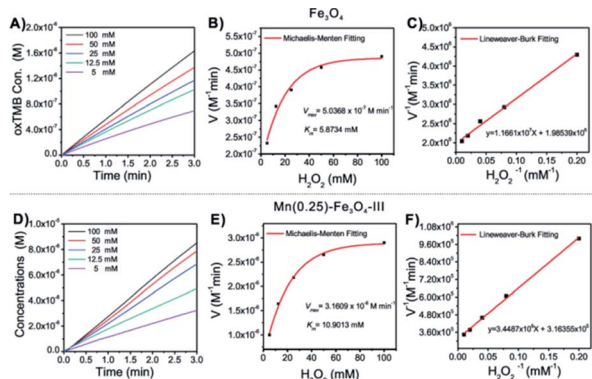 Fe₃O₄
A)
2.0x10⁻⁶
1.6x10⁻⁶
1.2x10⁻⁶
8.0x10⁻⁷
4.0x10⁻⁷
0.0
oxTMB Con. (M)
100 mM
50 mM
25 mM
12.5 mM
5 mM
0.0 0.5 1.0 1.5 2.0 2.5 3.0
Time (min)
B)
5.5x10⁻⁷
5.0x10⁻⁷
4.5x10⁻⁷
4.0x10⁻⁷
3.5x10⁻⁷
3.0x10⁻⁷
2.5x10⁻⁷
2.0x10⁻⁷
V (M⁻¹min)
Michaelis-Menten Fitting
Vmax = 5.0368 x 10⁻⁷ M min⁻¹
Km = 5.8734 mM
0 20 40 60 80 100
H₂O₂ (mM)
C)
5.0x10⁶
4.5x10⁶
4.0x10⁶
3.5x10⁶
3.0x10⁶
2.5x10⁶
2.0x10⁶
V⁻¹(M⁻¹min)
Lineweaver-Burk Fitting
y=1.1661x10⁷X + 1.98539x10⁶
0.00 0.05 0.10 0.15 0.20
H₂O₂⁻¹ (mM⁻¹)
Mn(0.25)-Fe₃O₄-III
D)
1.0x10⁻⁵
8.0x10⁻⁶
6.0x10⁻⁶
4.0x10⁻⁶
2.0x10⁻⁶
0.0
Concentrations (M)
100 mM
50 mM
25 mM
12.5 mM
5 mM
0.0 0.5 1.0 1.5 2.0 2.5 3.0
Time (min)
E)
3.0x10⁻⁶
2.5x10⁻⁶
2.0x10⁻⁶
1.5x10⁻⁶
1.0x10⁻⁶
V (M⁻¹min)
Michaelis-Menten Fitting
Vmax = 3.1609 x 10⁻⁶ M min⁻¹
Km = 10.9013 mM
0 20 40 60 80 100
H₂O₂ (mM)
F)
1.08x10⁶
9.60x10⁵
8.40x10⁵
7.20x10⁵
6.00x10⁵
4.80x10⁵
3.60x10⁵
V⁻¹(M⁻¹min)
Lineweaver-Burk Fitting
y=3.4487x10⁶X + 3.16355x10⁵
0.00 0.05 0.10 0.15 0.20
H₂O₂⁻¹ (mM⁻¹)